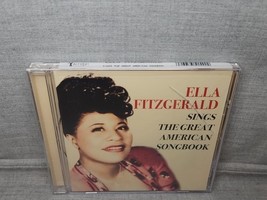 ELLA
FITZGERALD
SINGS
THE GREAT
AMERICAN
SONGBOOK